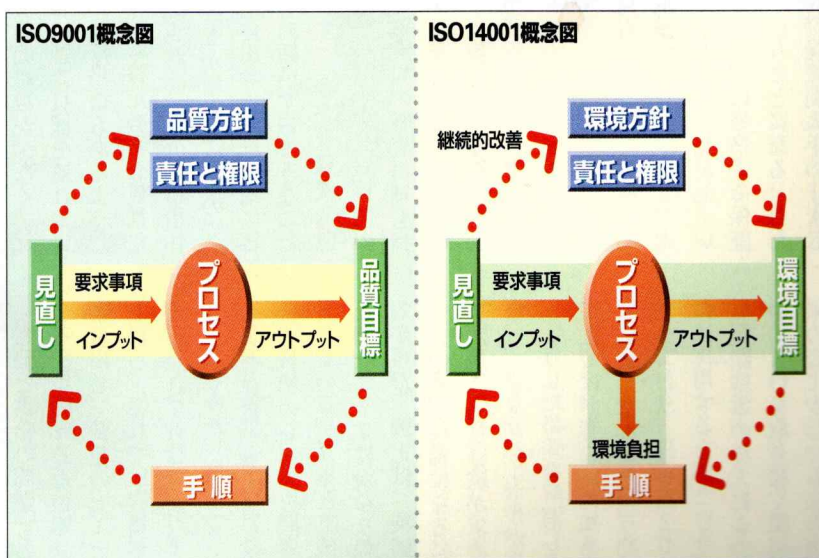 ISO9001概念図
品質方針
責任と権限
見直し
要求事項
インプット
プロセス
アウトプット
品質目標
手順
ISO14001概念図
継続的改善
環境方針
責任と権限
見直し
要求事項
インプット
プロセス
アウトプット
環境目標
環境負担
手順